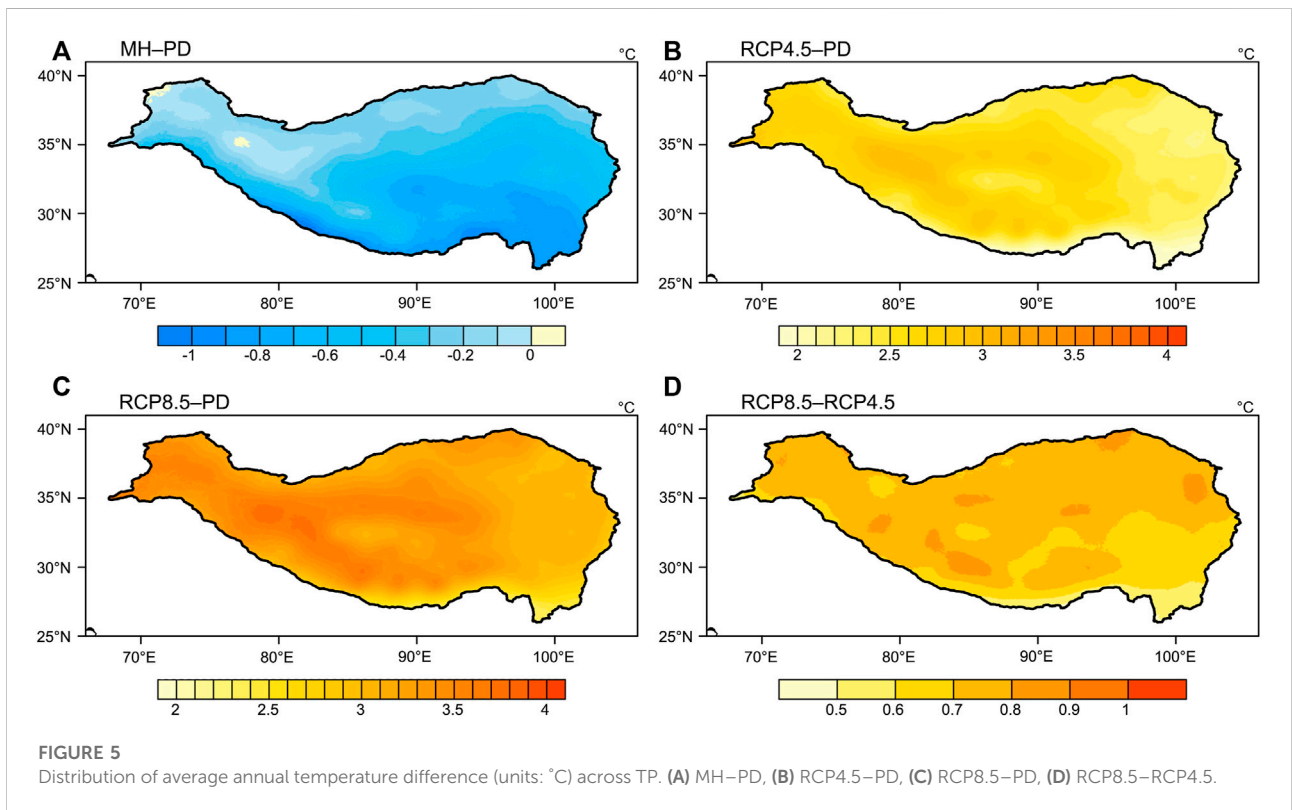 A
MH–PD
°C
40°N
35°N
30°N
25°N
70°E
80°E
90°E
100°E
-1
-0.8
-0.6
-0.4
-0.2
0
B
RCP4.5–PD
°C
40°N
35°N
30°N
25°N
70°E
80°E
90°E
100°E
2
2.5
3
3.5
4
C
RCP8.5–PD
°C
40°N
35°N
30°N
25°N
70°E
80°E
90°E
100°E
2
2.5
3
3.5
4
D
RCP8.5–RCP4.5
°C
40°N
35°N
30°N
25°N
70°E
80°E
90°E
100°E
0.5
0.6
0.7
0.8
0.9
1
FIGURE 5
Distribution of average annual temperature difference (units: °C) across TP. (A) MH–PD, (B) RCP4.5–PD, (C) RCP8.5–PD, (D) RCP8.5–RCP4.5.